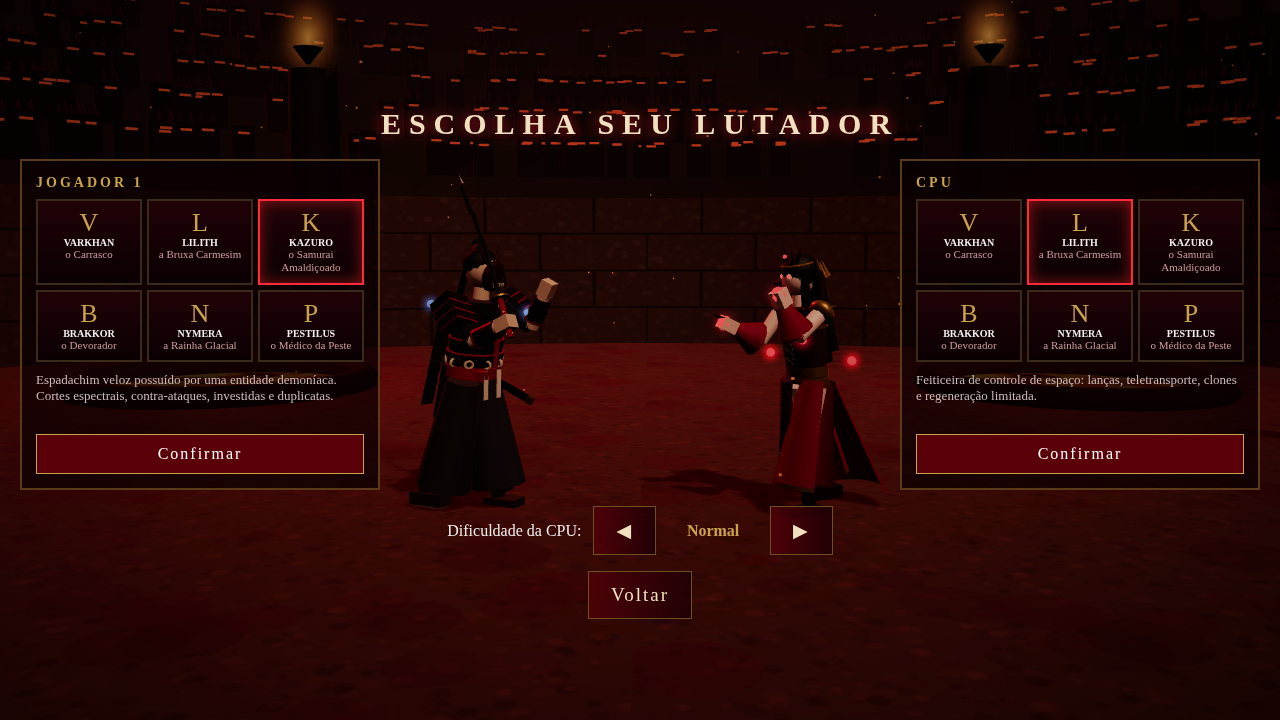 ESCOLHA SEU LUTADOR
JOGADOR 1
V
VARKHAN
o Carrasco
L
LILITH
a Bruxa Carmesim
K
KAZURO
o Samurai
Amaldiçoado
B
BRAKKOR
o Devorador
N
NYMERA
a Rainha Glacial
P
PESTILUS
o Médico da Peste
Espadachim veloz possuído por uma entidade demoníaca.
Cortes espectrais, contra-ataques, investidas e duplicatas.
Confirmar
CPU
V
VARKHAN
o Carrasco
L
LILITH
a Bruxa Carmesim
K
KAZURO
o Samurai
Amaldiçoado
B
BRAKKOR
o Devorador
N
NYMERA
a Rainha Glacial
P
PESTILUS
o Médico da Peste
Feiticeira de controle de espaço: lanças, teletransporte, clones
e regeneração limitada.
Confirmar
Dificuldade da CPU: ◀ Normal ▶
Voltar